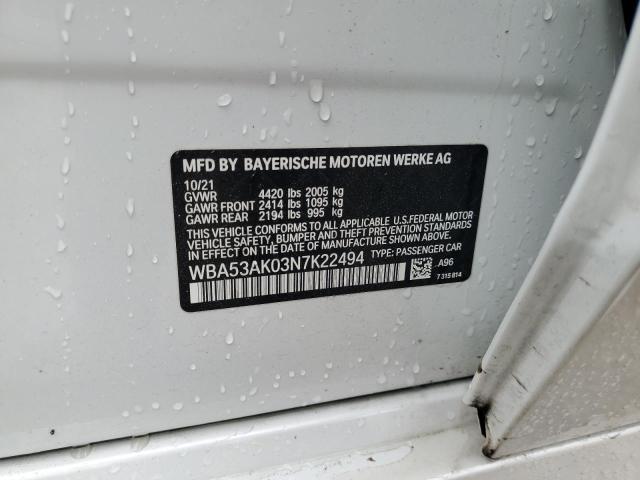 MFD BY BAYERISCHE MOTOREN WERKE AG
10/21
GVWR 4420 lbs 2005 kg
GAWR FRONT 2414 lbs 1095 kg
GAWR REAR 2194 lbs 995 kg
THIS VEHICLE CONFORMS TO ALL APPLICABLE U.S.FEDERAL MOTOR
VEHICLE SAFETY, BUMPER, AND THEFT PREVENTION STANDARDS
IN EFFECT ON THE DATE OF MANUFACTURE SHOWN ABOVE.
WBA53AK03N7K22494 TYPE: PASSENGER CAR
A96
7 315 814